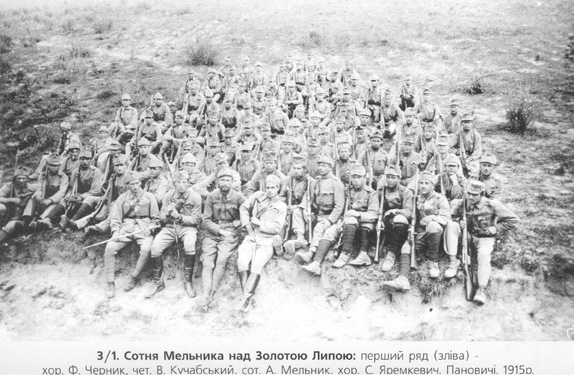 З/1. Сотня Мельника над Золотою Липою: перший ряд (зліва) -
хор. Ф. Черник, чет. В. Кучабський, сот. А. Мельник, хор. С. Яремкевич. Пановичі. 1915р.